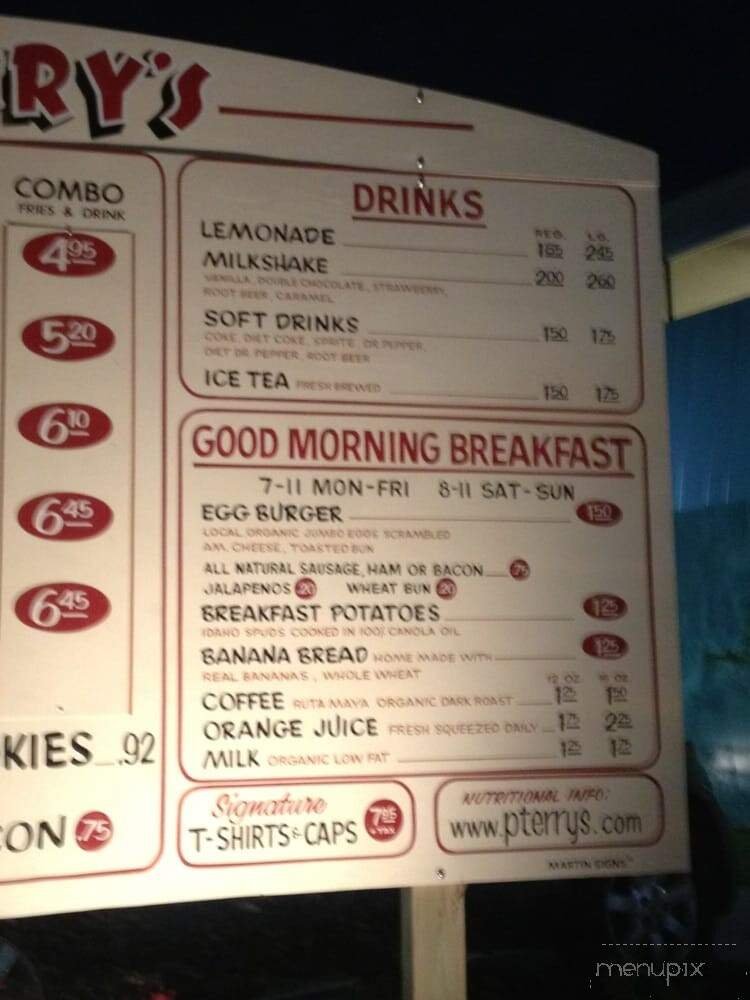 RY'S
COMBO
FRIES & DRINK
4.95
5.20
6.10
6.45
6.45
KIES .92
CON .75
DRINKS
REG. LG.
LEMONADE 1.65 2.45
MILKSHAKE 2.00 2.60
VANILLA, DOUBLE CHOCOLATE, STRAWBERRY,
ROOT BEER, CARAMEL
SOFT DRINKS 1.50 1.75
COKE, DIET COKE, SPRITE, DR PEPPER,
DIET DR. PEPPER, ROOT BEER
ICE TEA FRESH BREWED 1.50 1.75
GOOD MORNING BREAKFAST
7-11 MON-FRI 8-11 SAT-SUN
EGG BURGER 1.50
LOCAL ORGANIC JUMBO EGGS SCRAMBLED
AM. CHEESE, TOASTED BUN
ALL NATURAL SAUSAGE, HAM OR BACON .75
JALAPENOS .20 WHEAT BUN .20
BREAKFAST POTATOES 1.25
IDAHO SPUDS COOKED IN 100% CANOLA OIL
BANANA BREAD HOME MADE WITH 1.25
REAL BANANAS, WHOLE WHEAT
12 OZ. 16 OZ.
COFFEE RUTA MAYA ORGANIC DARK ROAST 1.25 1.50
ORANGE JUICE FRESH SQUEEZED DAILY 1.75 2.25
MILK ORGANIC LOW FAT 1.25 1.75
Signature
T-SHIRTS & CAPS 7.95
+ TAX
NUTRITIONAL INFO:
www.pterrys.com
MARTIN SIGNS
menupix